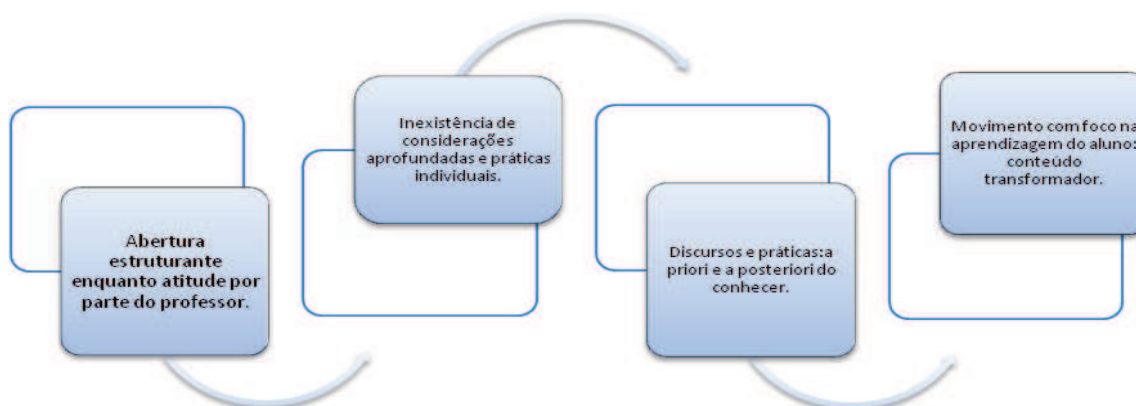 Abertura
estruturante
enquanto atitude por
parte do professor.
Inexistência de
considerações
aprofundadas e práticas
individuais.
Discursos e práticas:a
priori e a posteriori do
conhecer.
Movimento com foco na
aprendizagem do aluno:
conteúdo
transformador.